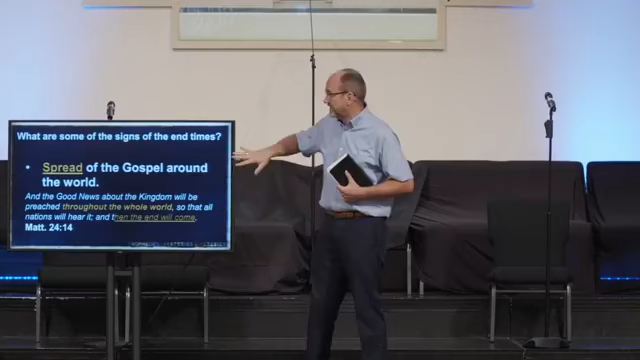 What are some of the signs of the end times?
• Spread of the Gospel around
the world.
And the Good News about the Kingdom will be
preached throughout the whole world, so that all
nations will hear it; and then the end will come.
Matt. 24:14